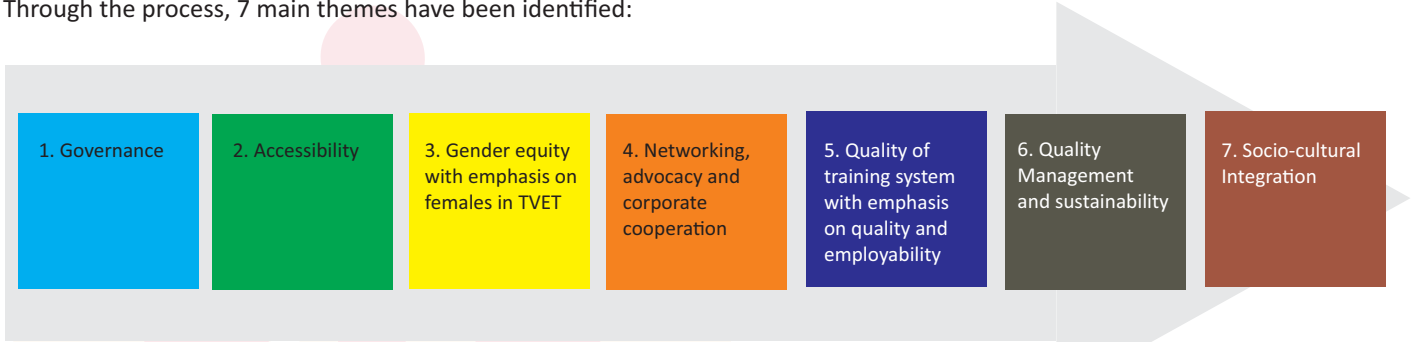 Through the process, 7 main themes have been identified:
1. Governance
2. Accessibility
3. Gender equity
with emphasis on
females in TVET
4. Networking,
advocacy and
corporate
cooperation
5. Quality of
training system
with emphasis
on quality and
employability
6. Quality
Management
and sustainability
7. Socio-cultural
Integration